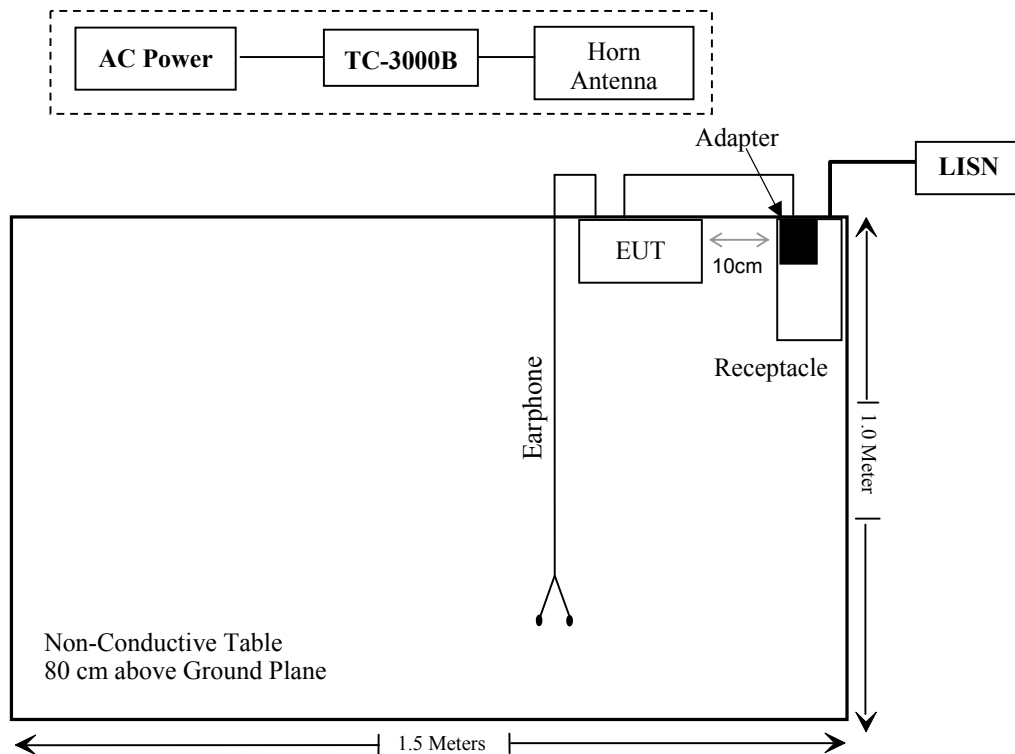 AC Power
TC-3000B
Horn
Antenna
Adapter
LISN
EUT
10cm
Receptacle
Earphone
1.0 Meter
Non-Conductive Table
80 cm above Ground Plane
1.5 Meters